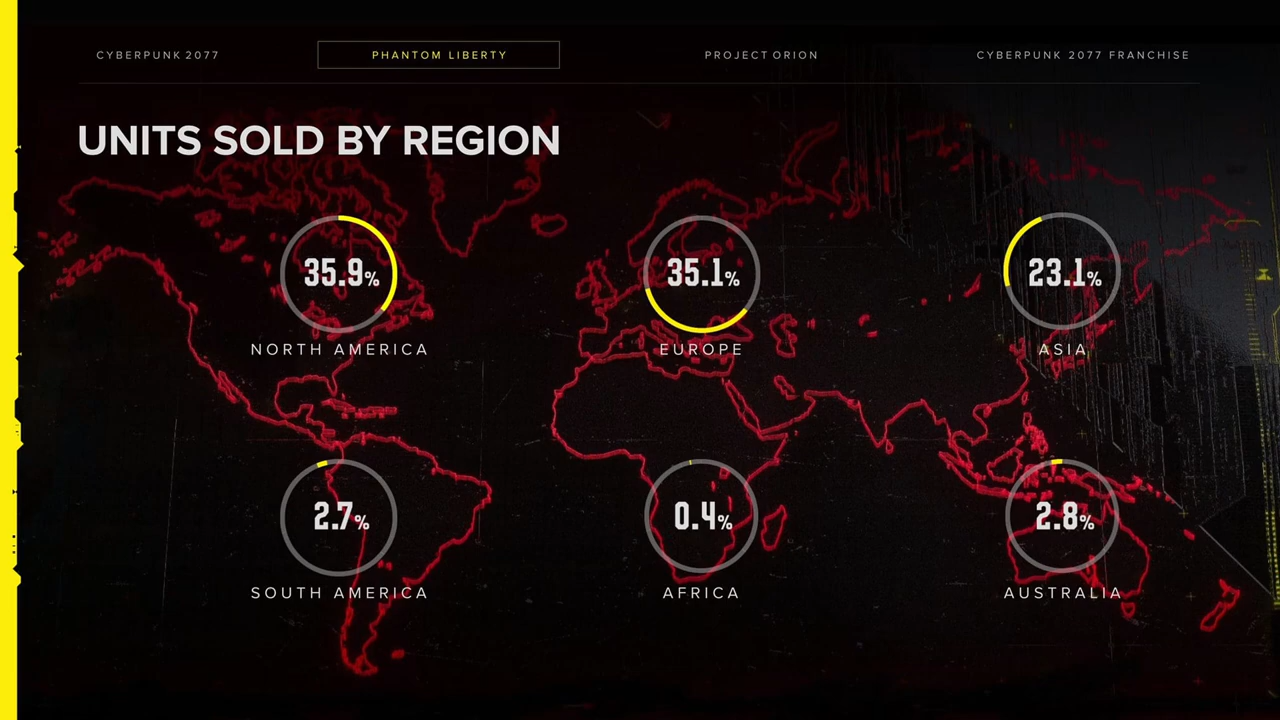 CYBERPUNK 2077
PHANTOM LIBERTY
PROJECT ORION
CYBERPUNK 2077 FRANCHISE
UNITS SOLD BY REGION
35.9%
NORTH AMERICA
35.1%
EUROPE
23.1%
ASIA
2.7%
SOUTH AMERICA
0.4%
AFRICA
2.8%
AUSTRALIA